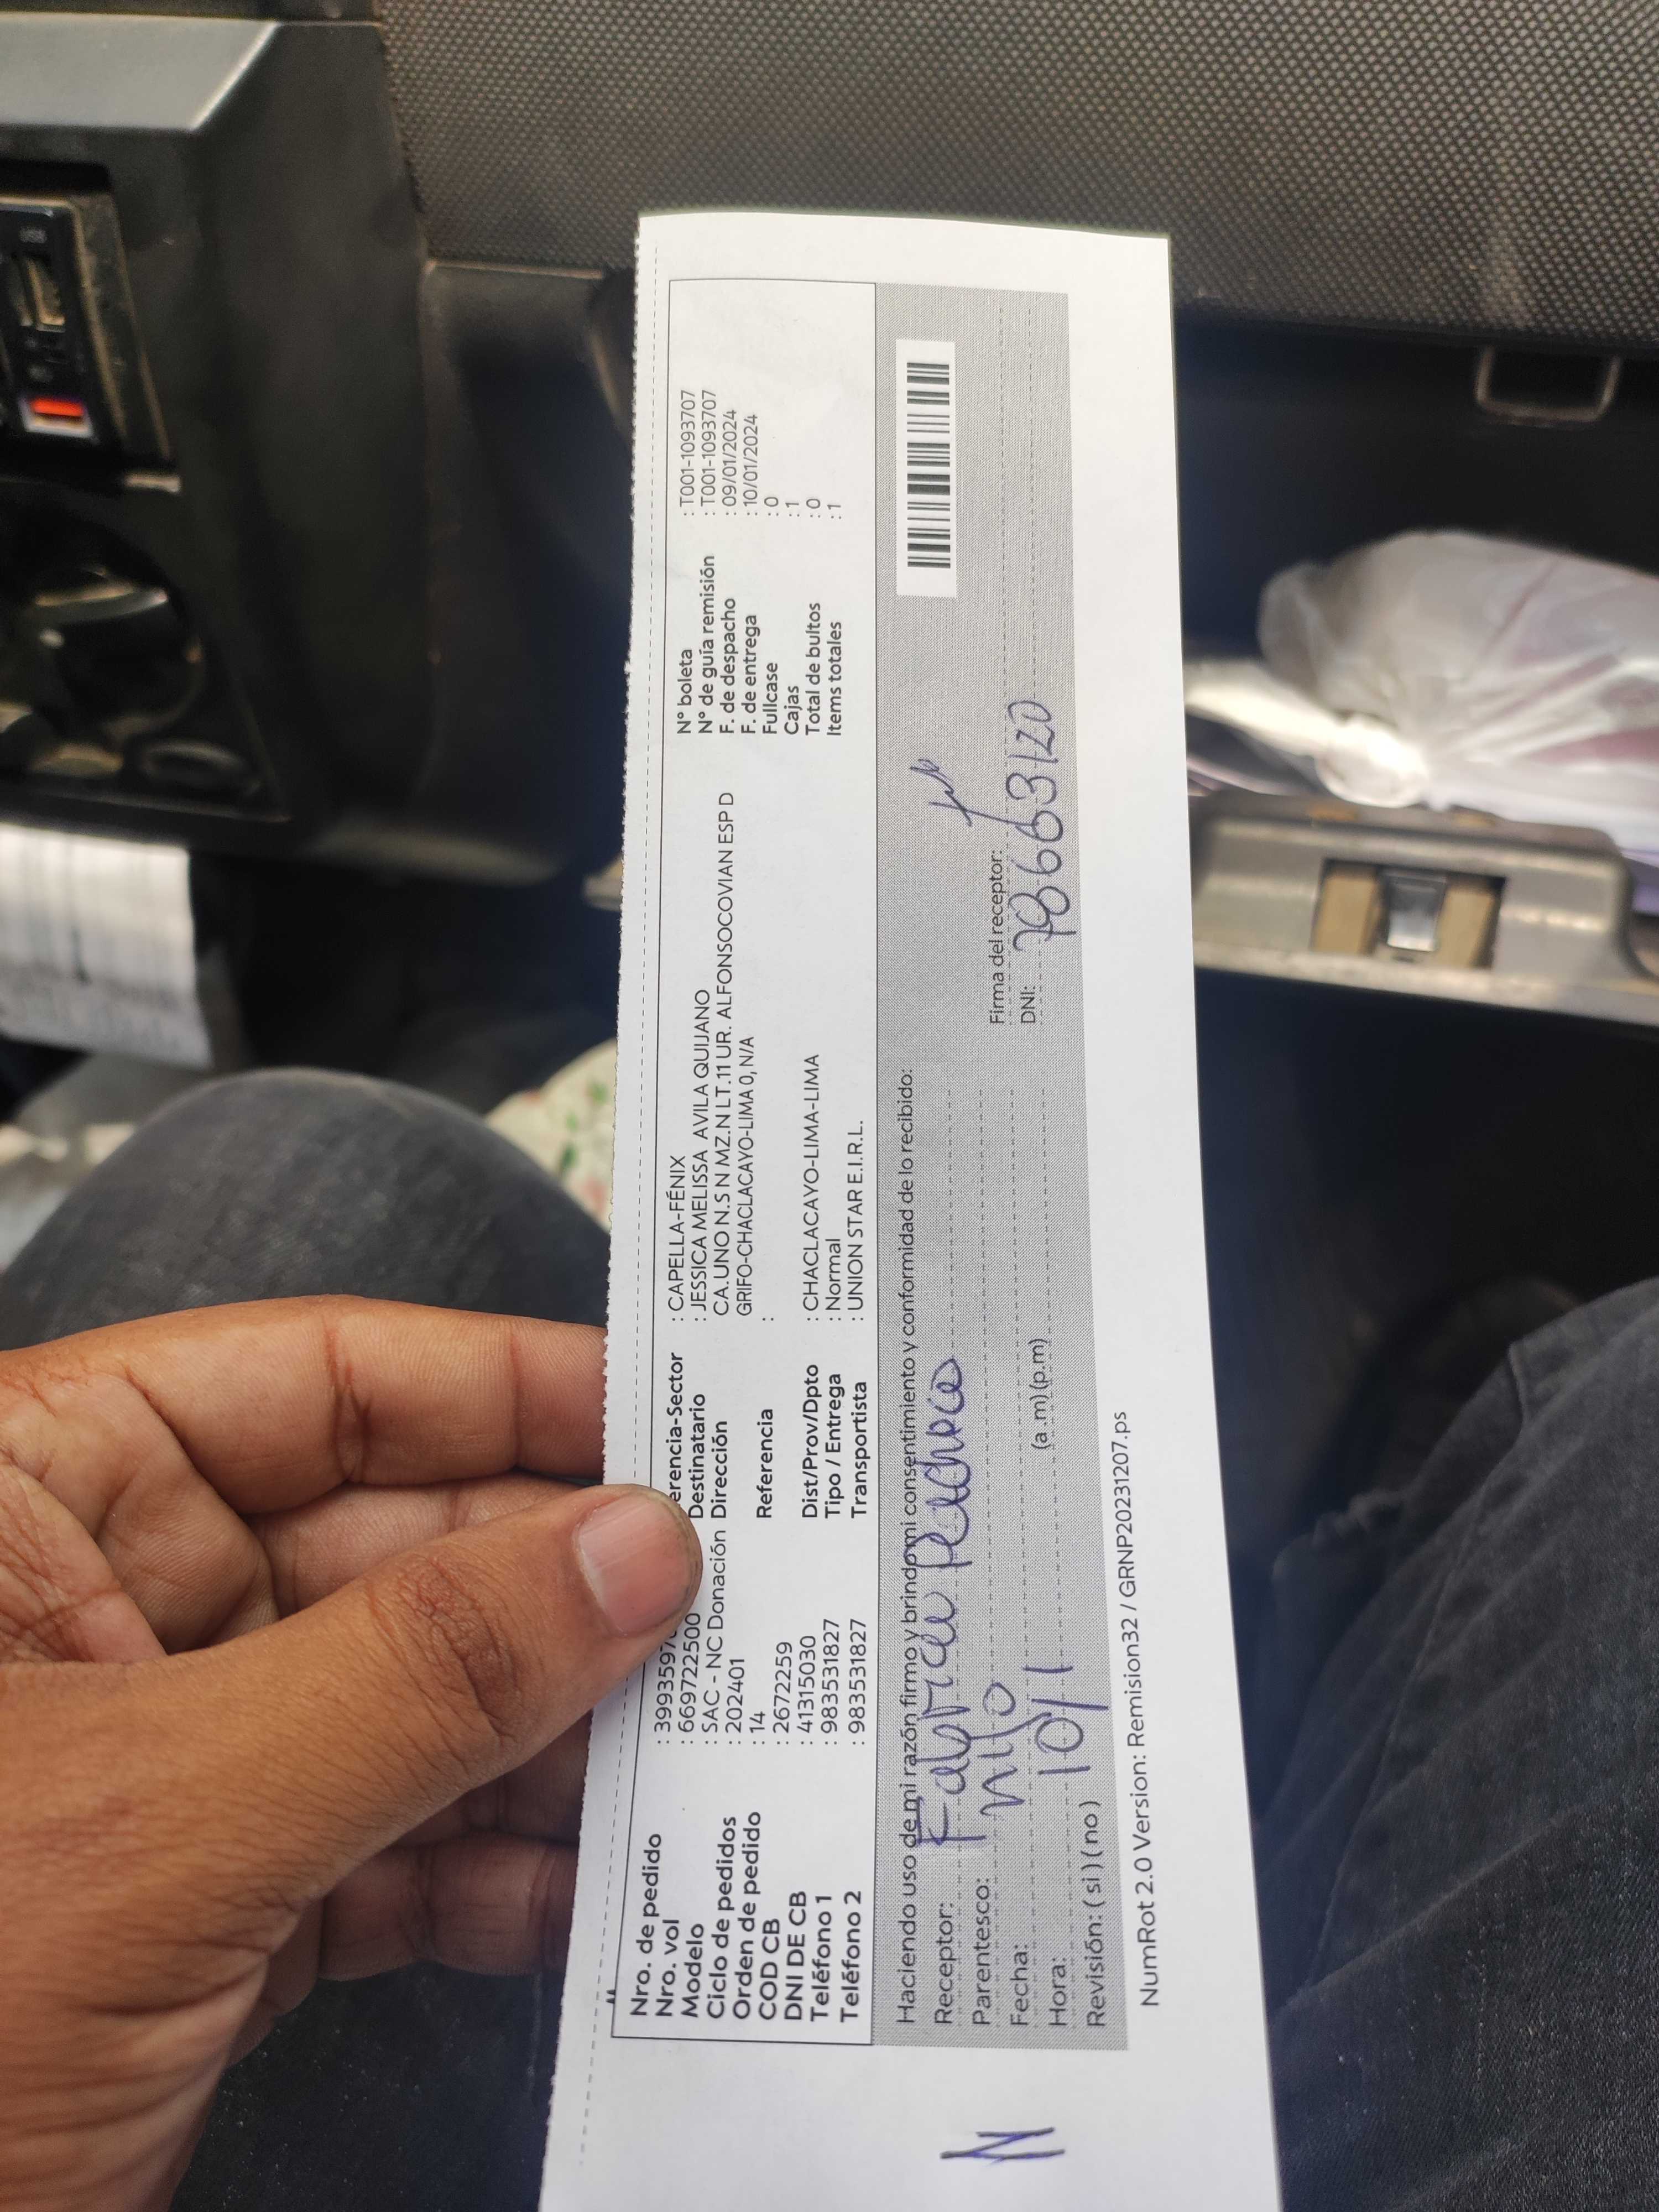 Nro. de pedido : 3993597
Nro. vol : 669722500
Modelo : SAC - NC Donación
Ciclo de pedidos : 202401
Orden de pedido : 14
COD CB : 2672259
DNI DE CB : 41315030
Teléfono 1 : 983531827
Teléfono 2 : 983531827
erencia-Sector : CAPELLA-FÉNIX
Destinatario : JESSICA MELISSA AVILA QUIJANO
Dirección CA.UNO N.S N MZ.N LT.11 UR. ALFONSOCOVIAN ESP D
GRIFO-CHACLACAYO-LIMA 0, N/A
Referencia :
Dist/Prov/Dpto : CHACLACAYO-LIMA-LIMA
Tipo / Entrega : Normal
Transportista : UNION STAR E.I.R.L.
N° boleta : T001-1093707
N° de guía remisión : T001-1093707
F. de despacho : 09/01/2024
F. de entrega : 10/01/2024
Fullcase : 0
Cajas : 1
Total de bultos : 0
Items totales : 1
Haciendo uso de mi razón firmo y brindo mi consentimiento y conformidad de lo recibido:
Receptor: Fabricio Pacheco
Parentesco:
Fecha: 10/1
Hora: (a .m) (p.m)
Revisión: ( si ) ( no )
Firma del receptor:
DNI:
NumRot 2.0 Version: Remision32 / GRNP20231207.ps
N